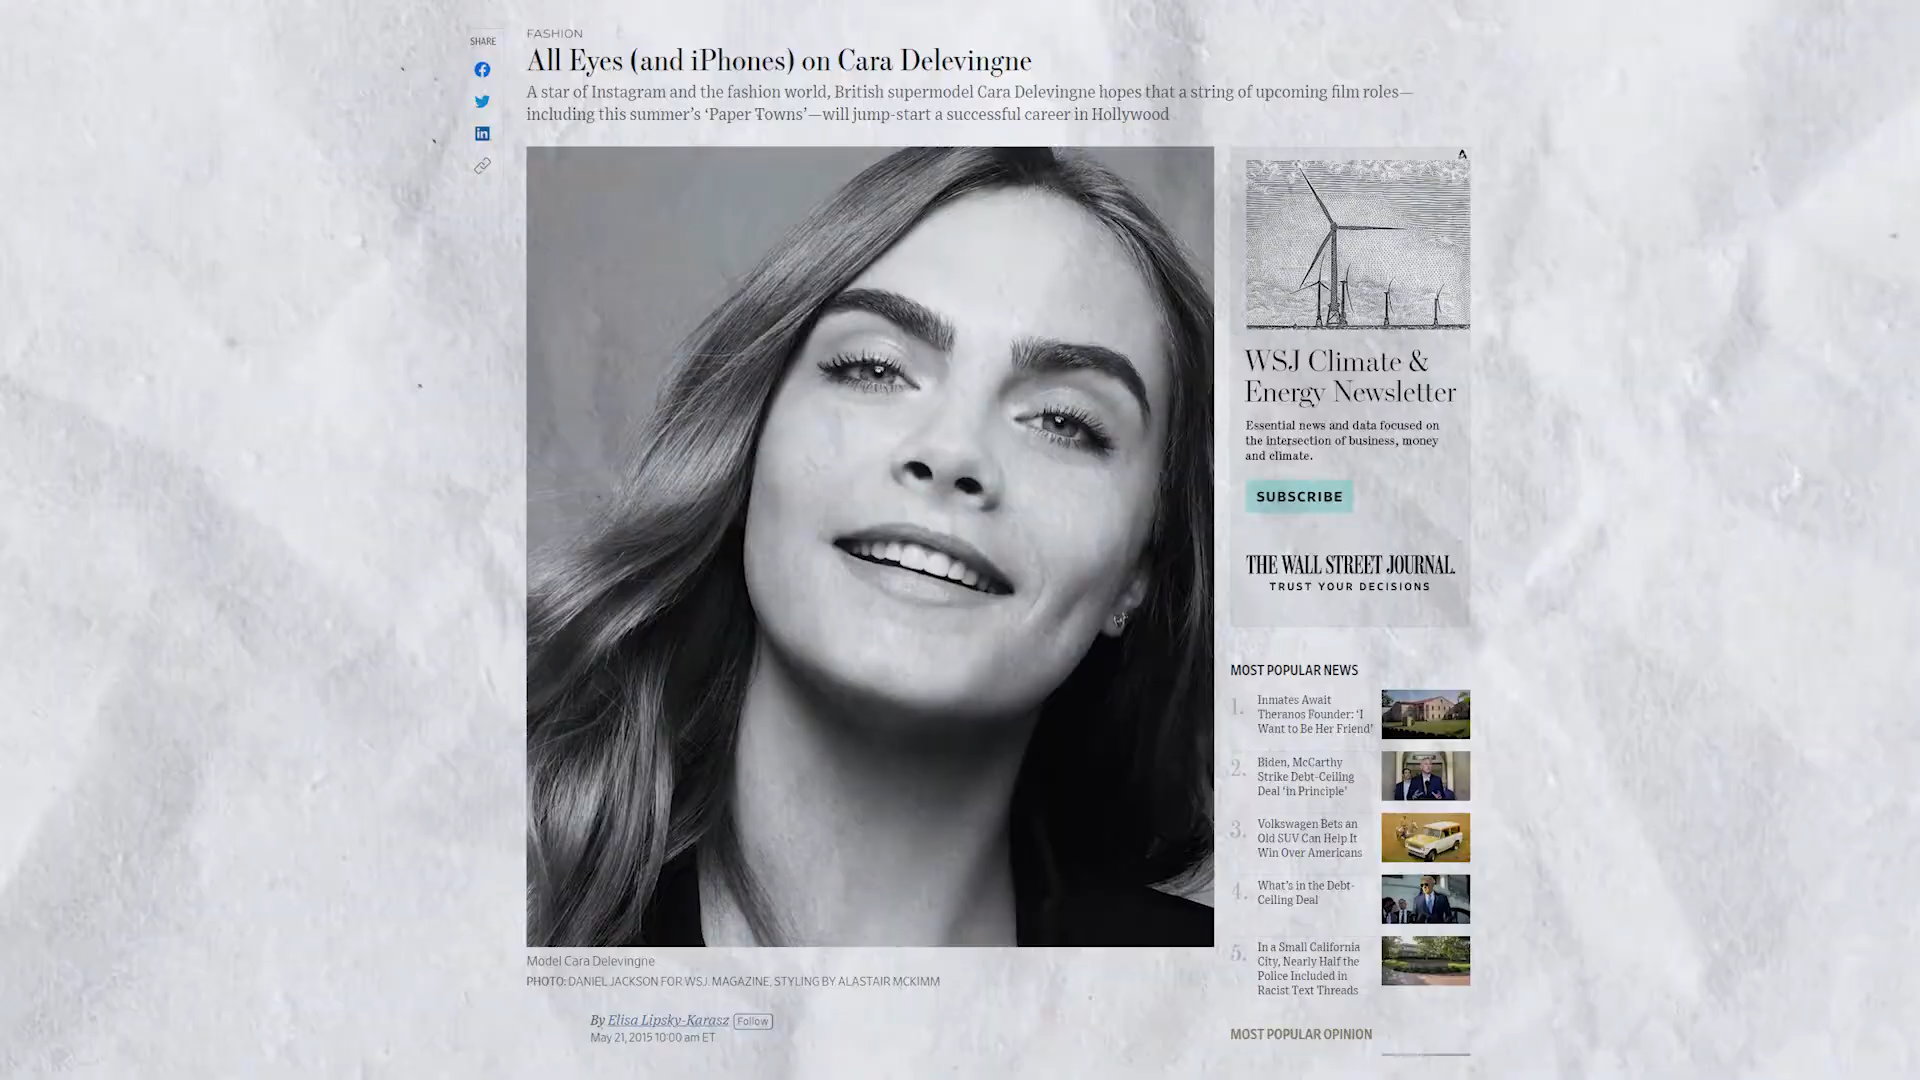 SHARE
FASHION
All Eyes (and iPhones) on Cara Delevingne
A star of Instagram and the fashion world, British supermodel Cara Delevingne hopes that a string of upcoming film roles—
including this summer's ‘Paper Towns’—will jump-start a successful career in Hollywood
WSJ Climate &
Energy Newsletter
Essential news and data focused on
the intersection of business, money
and climate.
SUBSCRIBE
THE WALL STREET JOURNAL.
TRUST YOUR DECISIONS
MOST POPULAR NEWS
1. Inmates Await
Theranos Founder: ‘I
Want to Be Her Friend’
2. Biden, McCarthy
Strike Debt-Ceiling
Deal ‘in Principle’
3. Volkswagen Bets an
Old SUV Can Help It
Win Over Americans
4. What's in the Debt-
Ceiling Deal
5. In a Small California
City, Nearly Half the
Police Included in
Racist Text Threads
MOST POPULAR OPINION
Model Cara Delevingne
PHOTO: DANIEL JACKSON FOR WSJ. MAGAZINE, STYLING BY ALASTAIR MCKIMM
By Elisa Lipsky-Karasz Follow
May 21, 2015 10:00 am ET